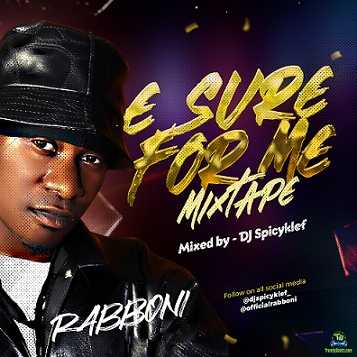 E SURE
FOR ME
MIXTAPE
Mixed by - DJ Spicyklef
RABBONI
Follow on all social media
@djspicyklef_
@officialrabboni